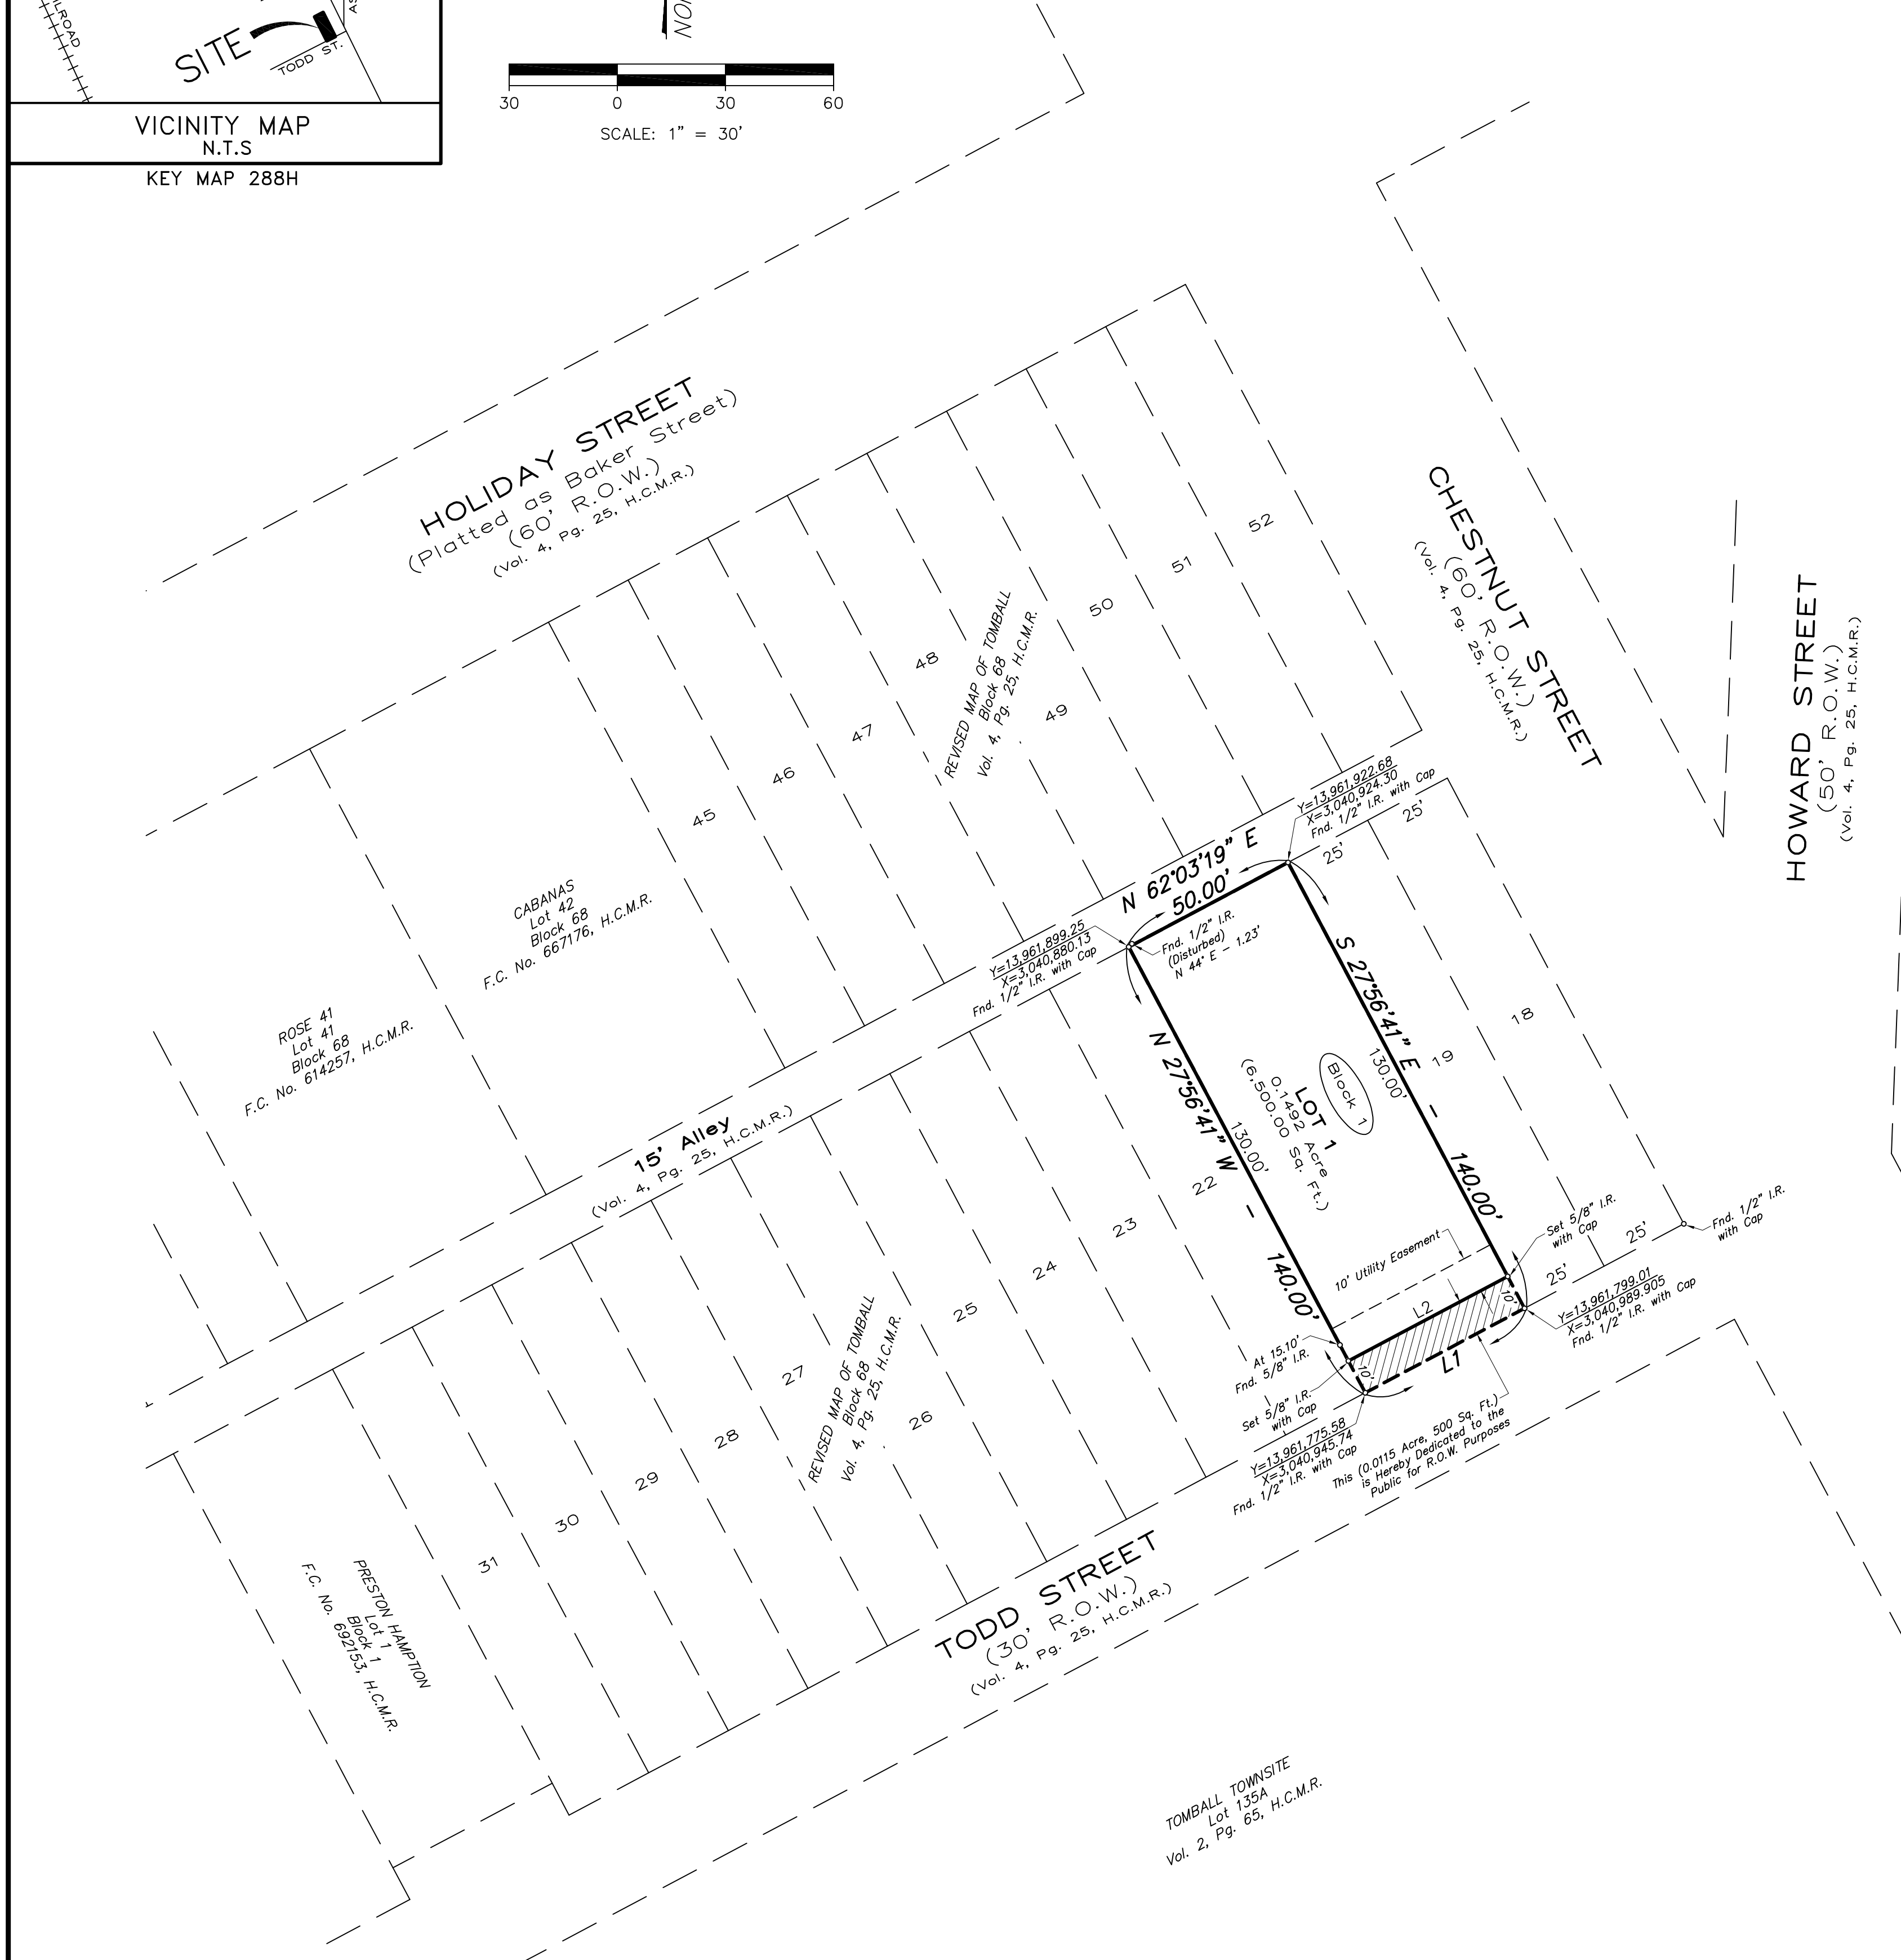 RAILROAD
SITE
TODD ST.
VICINITY MAP
N.T.S
KEY MAP 288H
30 0 30 60
SCALE: 1" = 30'
HOLIDAY STREET
(Platted as Baker Street)
(60' R.O.W.)
(Vol. 4, Pg. 25, H.C.M.R.)
CHESTNUT STREET
(60' R.O.W.)
(Vol. 4, Pg. 25, H.C.M.R.)
HOWARD STREET
(50' R.O.W.)
(Vol. 4, Pg. 25, H.C.M.R.)
52
51
50
49
48
47
46
45
REVISED MAP OF TOMBALL
Block 68
Vol. 4, Pg. 25, H.C.M.R.
CABANAS
Lot 42
Block 68
F.C. No. 667176, H.C.M.R.
ROSE 41
Lot 41
Block 68
F.C. No. 614257, H.C.M.R.
15' Alley
(Vol. 4, Pg. 25, H.C.M.R.)
Y=13,961,922.68
X=3,040,924.30
Fnd. 1/2" I.R. with Cap
25'
25'
N 62°03'19" E
50.00'
Y=13,961,899.25
X=3,040,880.13
Fnd. 1/2" I.R. with Cap
Fnd. 1/2" I.R.
(Disturbed)
N 44° E - 1.23'
S 27°56'41" E - 140.00'
130.00'
N 27°56'41" W - 140.00'
130.00'
Block 1
LOT 1
0.1492 Acre
(6,500.00 Sq. Ft.)
18
19
22
23
24
25
26
27
28
29
30
31
10' Utility Easement
Set 5/8" I.R.
with Cap
25'
25'
Fnd. 1/2" I.R.
with Cap
Y=13,961,799.01
X=3,040,989.905
Fnd. 1/2" I.R. with Cap
L2
10'
L1
10'
At 15.10'
Fnd. 5/8" I.R.
Set 5/8" I.R.
with Cap
Y=13,961,775.58
X=3,040,945.74
Fnd. 1/2" I.R. with Cap
This (0.0115 Acre, 500 Sq. Ft.)
is Hereby Dedicated to the
Public for R.O.W. Purposes
REVISED MAP OF TOMBALL
Block 68
Vol. 4, Pg. 25, H.C.M.R.
PRESTON HAMPTION
Lot 1
Block 1
F.C. No. 692153, H.C.M.R.
TODD STREET
(30' R.O.W.)
(Vol. 4, Pg. 25, H.C.M.R.)
TOMBALL TOWNSITE
Lot 135A
Vol. 2, Pg. 65, H.C.M.R.